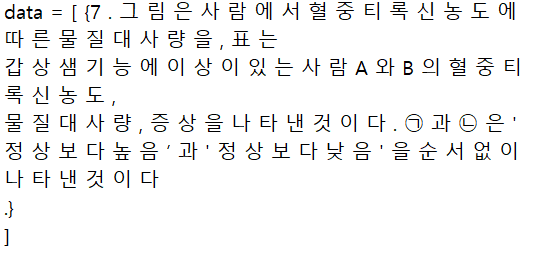 data = [ {7 . 그 림 은 사 람 에 서 혈 중 티 록 신 농 도 에
따 른 물 질 대 사 량 을 , 표 는
갑 상 샘 기 능 에 이 상 이 있 는 사 람 A 와 B 의 혈 중 티
록 신 농 도 ,
물 질 대 사 량 , 증 상 을 나 타 낸 것 이 다 . ㉠ 과 ㉡ 은 '
정 상 보 다 높 음 ’ 과 ' 정 상 보 다 낮 음 ' 을 순 서 없 이
나 타 낸 것 이 다
.}
]